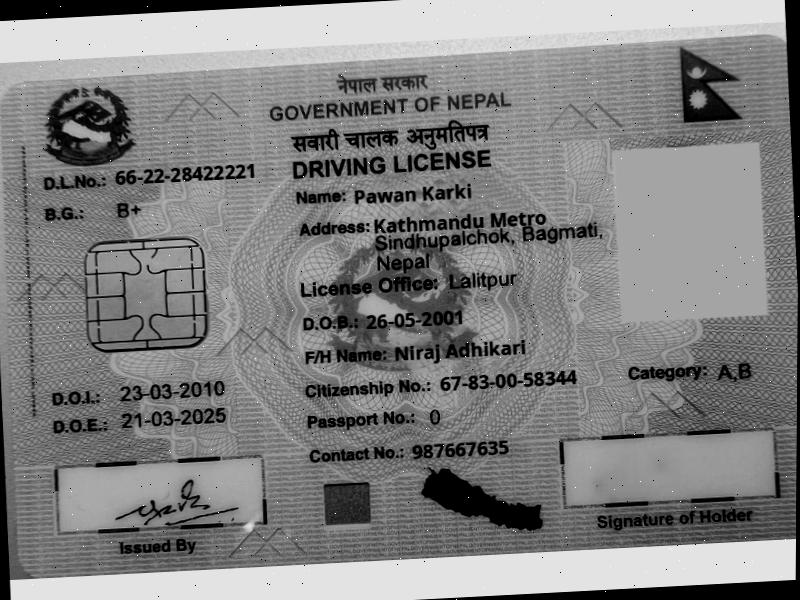 नेपाल सरकार
GOVERNMENT OF NEPAL
सवारी चालक अनुमतिपत्र
DRIVING LICENSE
D.L.No.: 66-22-28422221
B.G.: B+
Name: Pawan Karki
Address: Kathmandu Metro
Sindhupalchok, Bagmati,
Nepal
License Office: Lalitpur
D.O.B.: 26-05-2001
F/H Name: Niraj Adhikari
Citizenship No.: 67-83-00-58344
Category: A,B
D.O.I.: 23-03-2010
D.O.E.: 21-03-2025
Passport No.: 0
Contact No.: 987667635
Issued By
Signature of Holder